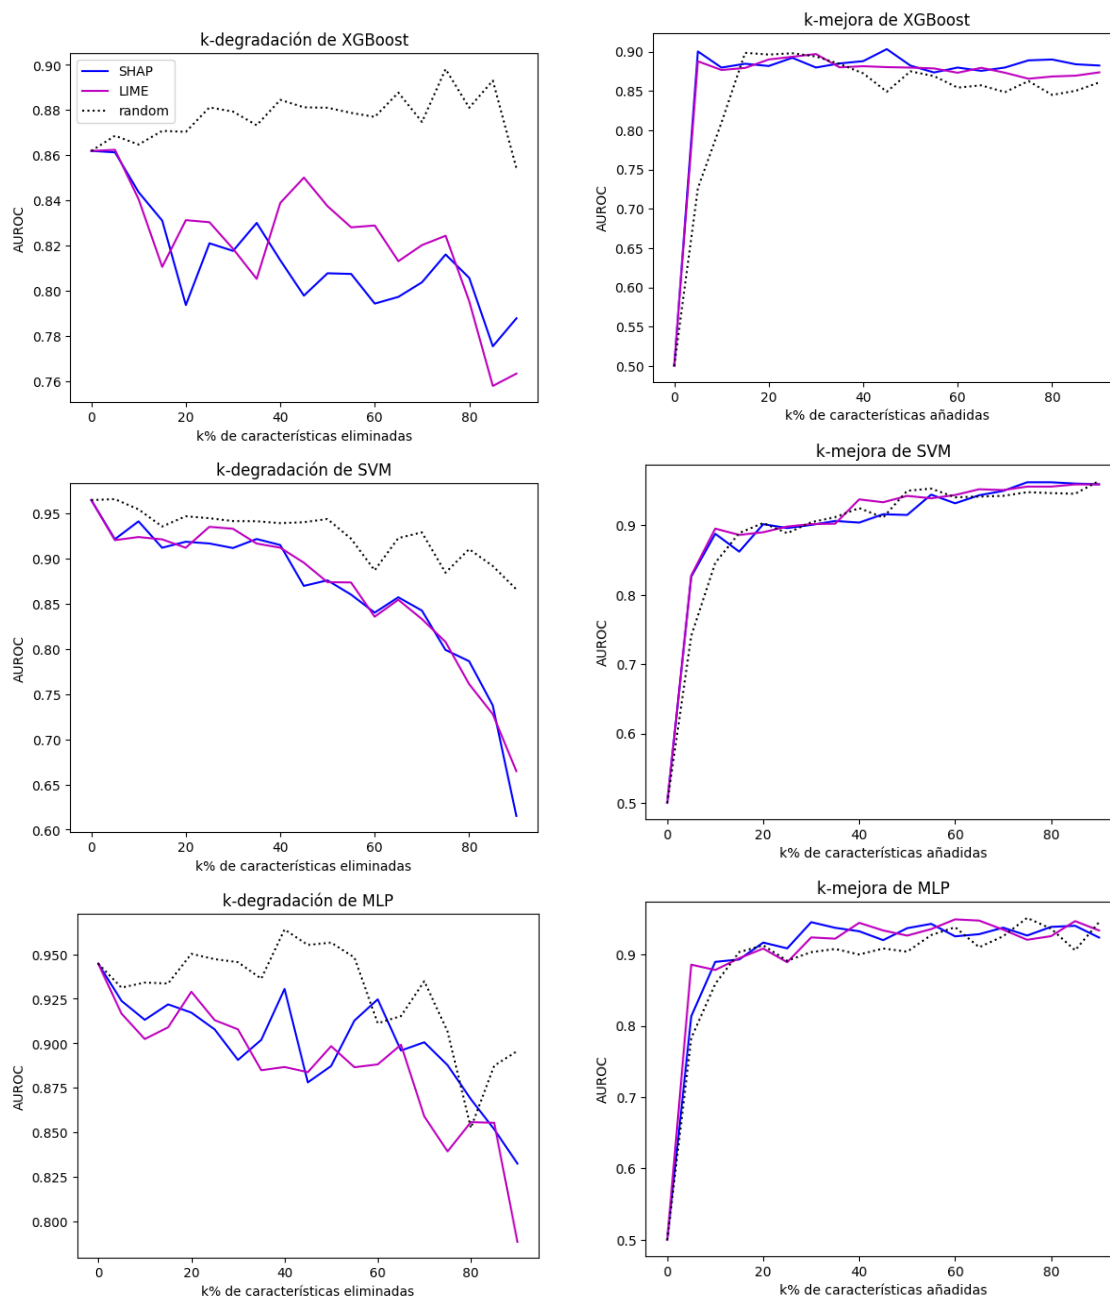 k-degradación de XGBoost
0.90
0.88
0.86
0.84
0.82
0.80
0.78
0.76
AUROC
SHAP
LIME
random
0 20 40 60 80
k% de características eliminadas
k-mejora de XGBoost
0.90
0.85
0.80
0.75
0.70
0.65
0.60
0.55
0.50
AUROC
0 20 40 60 80
k% de características añadidas
k-degradación de SVM
0.95
0.90
0.85
0.80
0.75
0.70
0.65
0.60
AUROC
0 20 40 60 80
k% de características eliminadas
k-mejora de SVM
0.9
0.8
0.7
0.6
0.5
AUROC
0 20 40 60 80
k% de características añadidas
k-degradación de MLP
0.950
0.925
0.900
0.875
0.850
0.825
0.800
AUROC
0 20 40 60 80
k% de características eliminadas
k-mejora de MLP
0.9
0.8
0.7
0.6
0.5
AUROC
0 20 40 60 80
k% de características añadidas